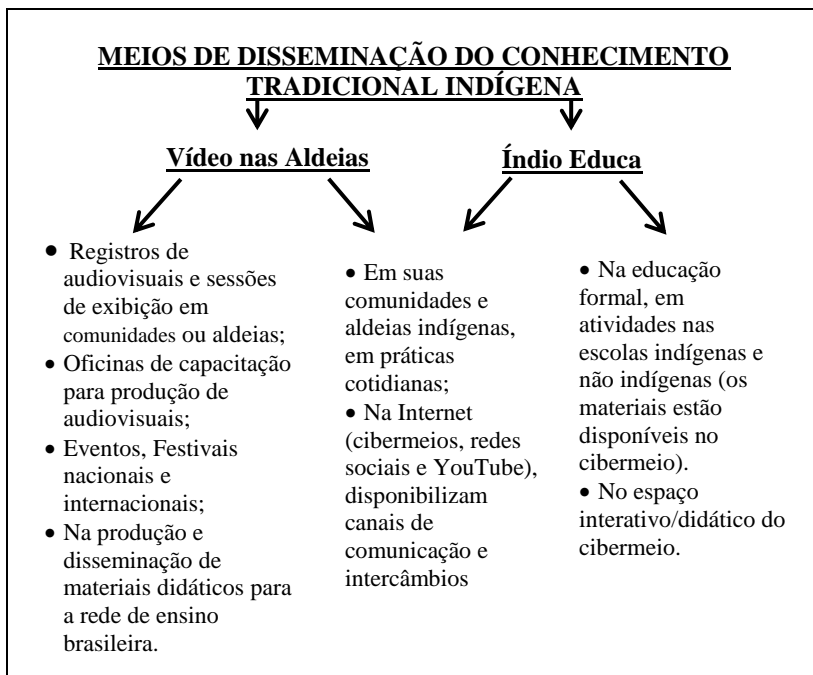 MEIOS DE DISSEMINAÇÃO DO CONHECIMENTO
TRADICIONAL INDÍGENA
Vídeo nas Aldeias
Índio Educa
• Registros de
audiovisuais e sessões
de exibição em
comunidades ou aldeias;
• Oficinas de capacitação
para produção de
audiovisuais;
• Eventos, Festivais
nacionais e
internacionais;
• Na produção e
disseminação de
materiais didáticos para
a rede de ensino
brasileira.
• Em suas
comunidades e
aldeias indígenas,
em práticas
cotidianas;
• Na Internet
(cibermeios, redes
sociais e YouTube),
disponibilizam
canais de
comunicação e
intercâmbios
• Na educação
formal, em
atividades nas
escolas indígenas e
não indígenas (os
materiais estão
disponíveis no
cibermeio).
• No espaço
interativo/didático do
cibermeio.